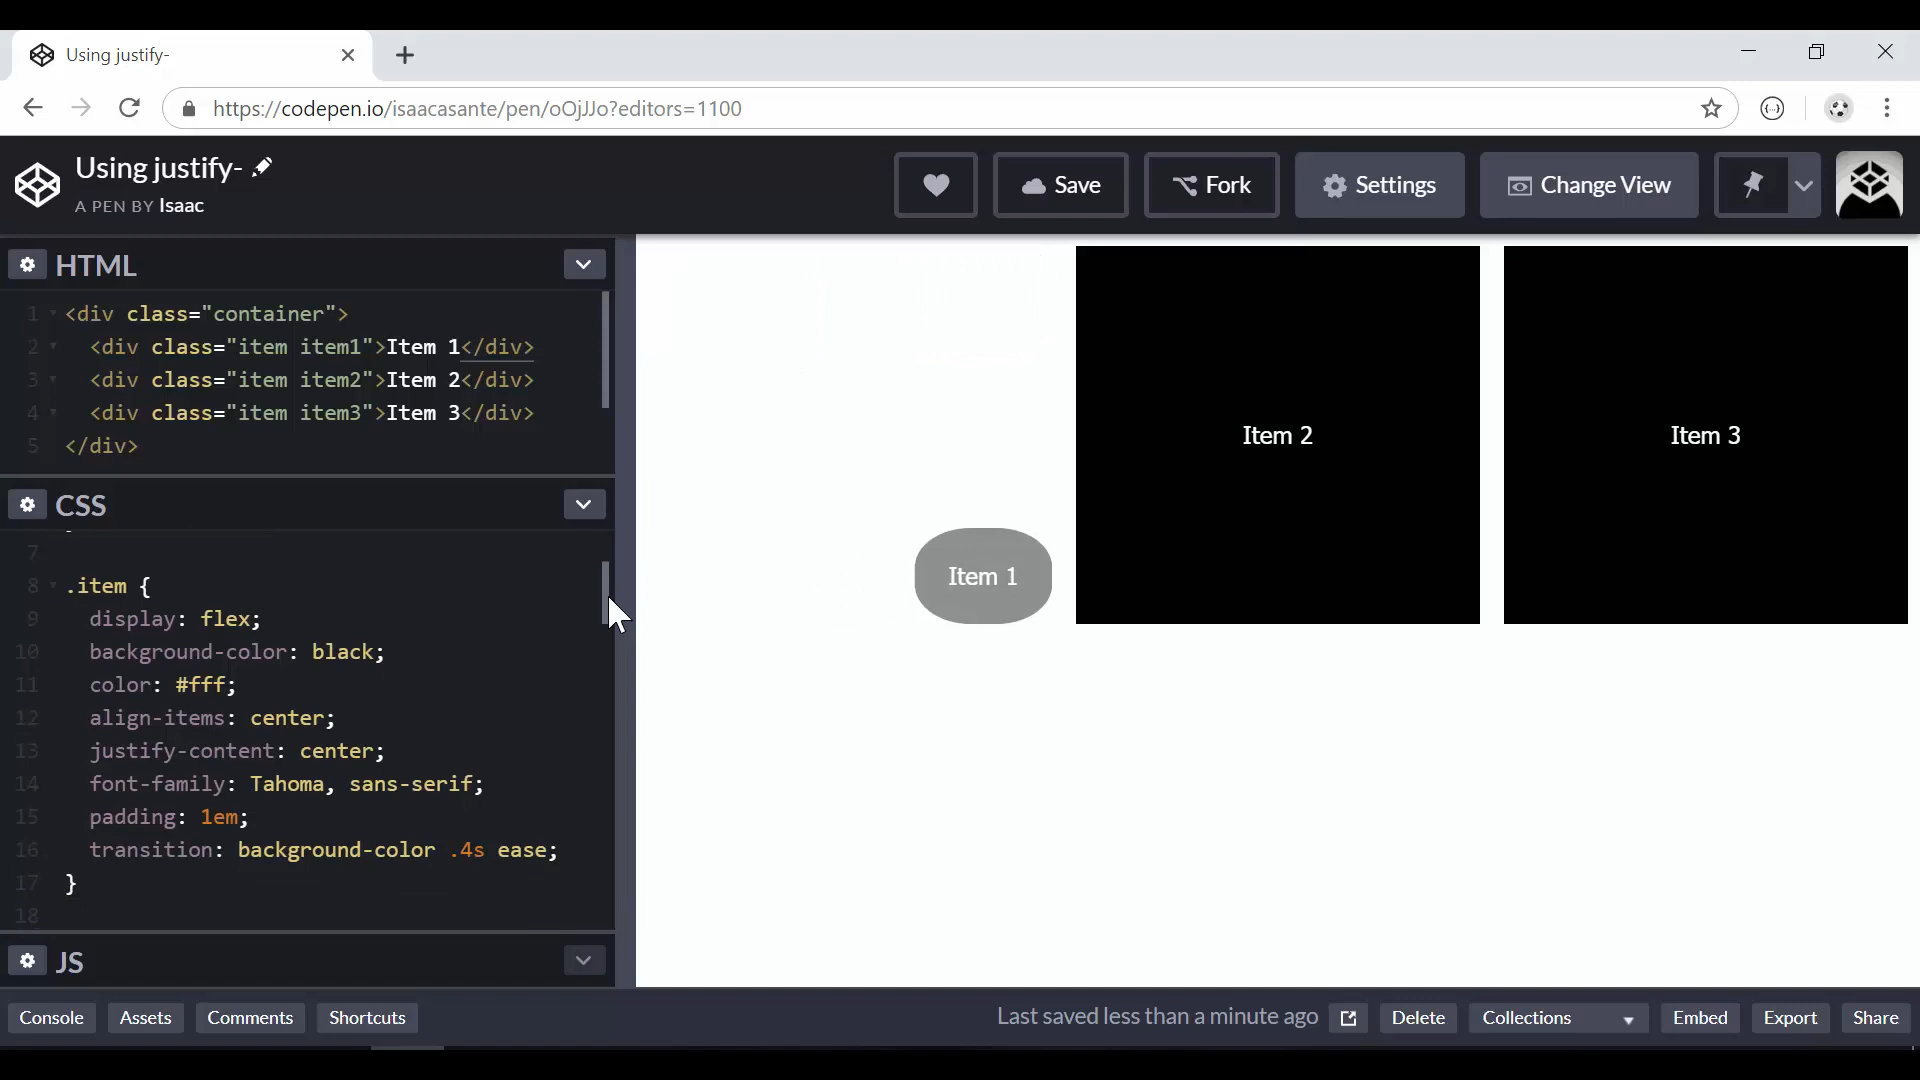 Using justify-
https://codepen.io/isaacasante/pen/oOjJJo?editors=1100
Using justify-
A PEN BY Isaac
Save
Fork
Settings
Change View
HTML
1 <div class="container">
2 <div class="item item1">Item 1</div>
3 <div class="item item2">Item 2</div>
4 <div class="item item3">Item 3</div>
5 </div>
CSS
7
8 .item {
9 display: flex;
10 background-color: black;
11 color: #fff;
12 align-items: center;
13 justify-content: center;
14 font-family: Tahoma, sans-serif;
15 padding: 1em;
16 transition: background-color .4s ease;
17 }
18
JS
Item 1
Item 2
Item 3
Console
Assets
Comments
Shortcuts
Last saved less than a minute ago
Delete
Collections
Embed
Export
Share